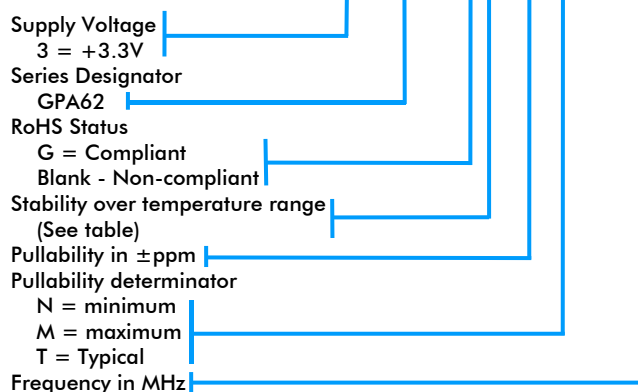 Supply Voltage
3 = +3.3V
Series Designator
GPA62
RoHS Status
G = Compliant
Blank - Non-compliant
Stability over temperature range
(See table)
Pullability in ±ppm
Pullability determinator
N = minimum
M = maximum
T = Typical
Frequency in MHz